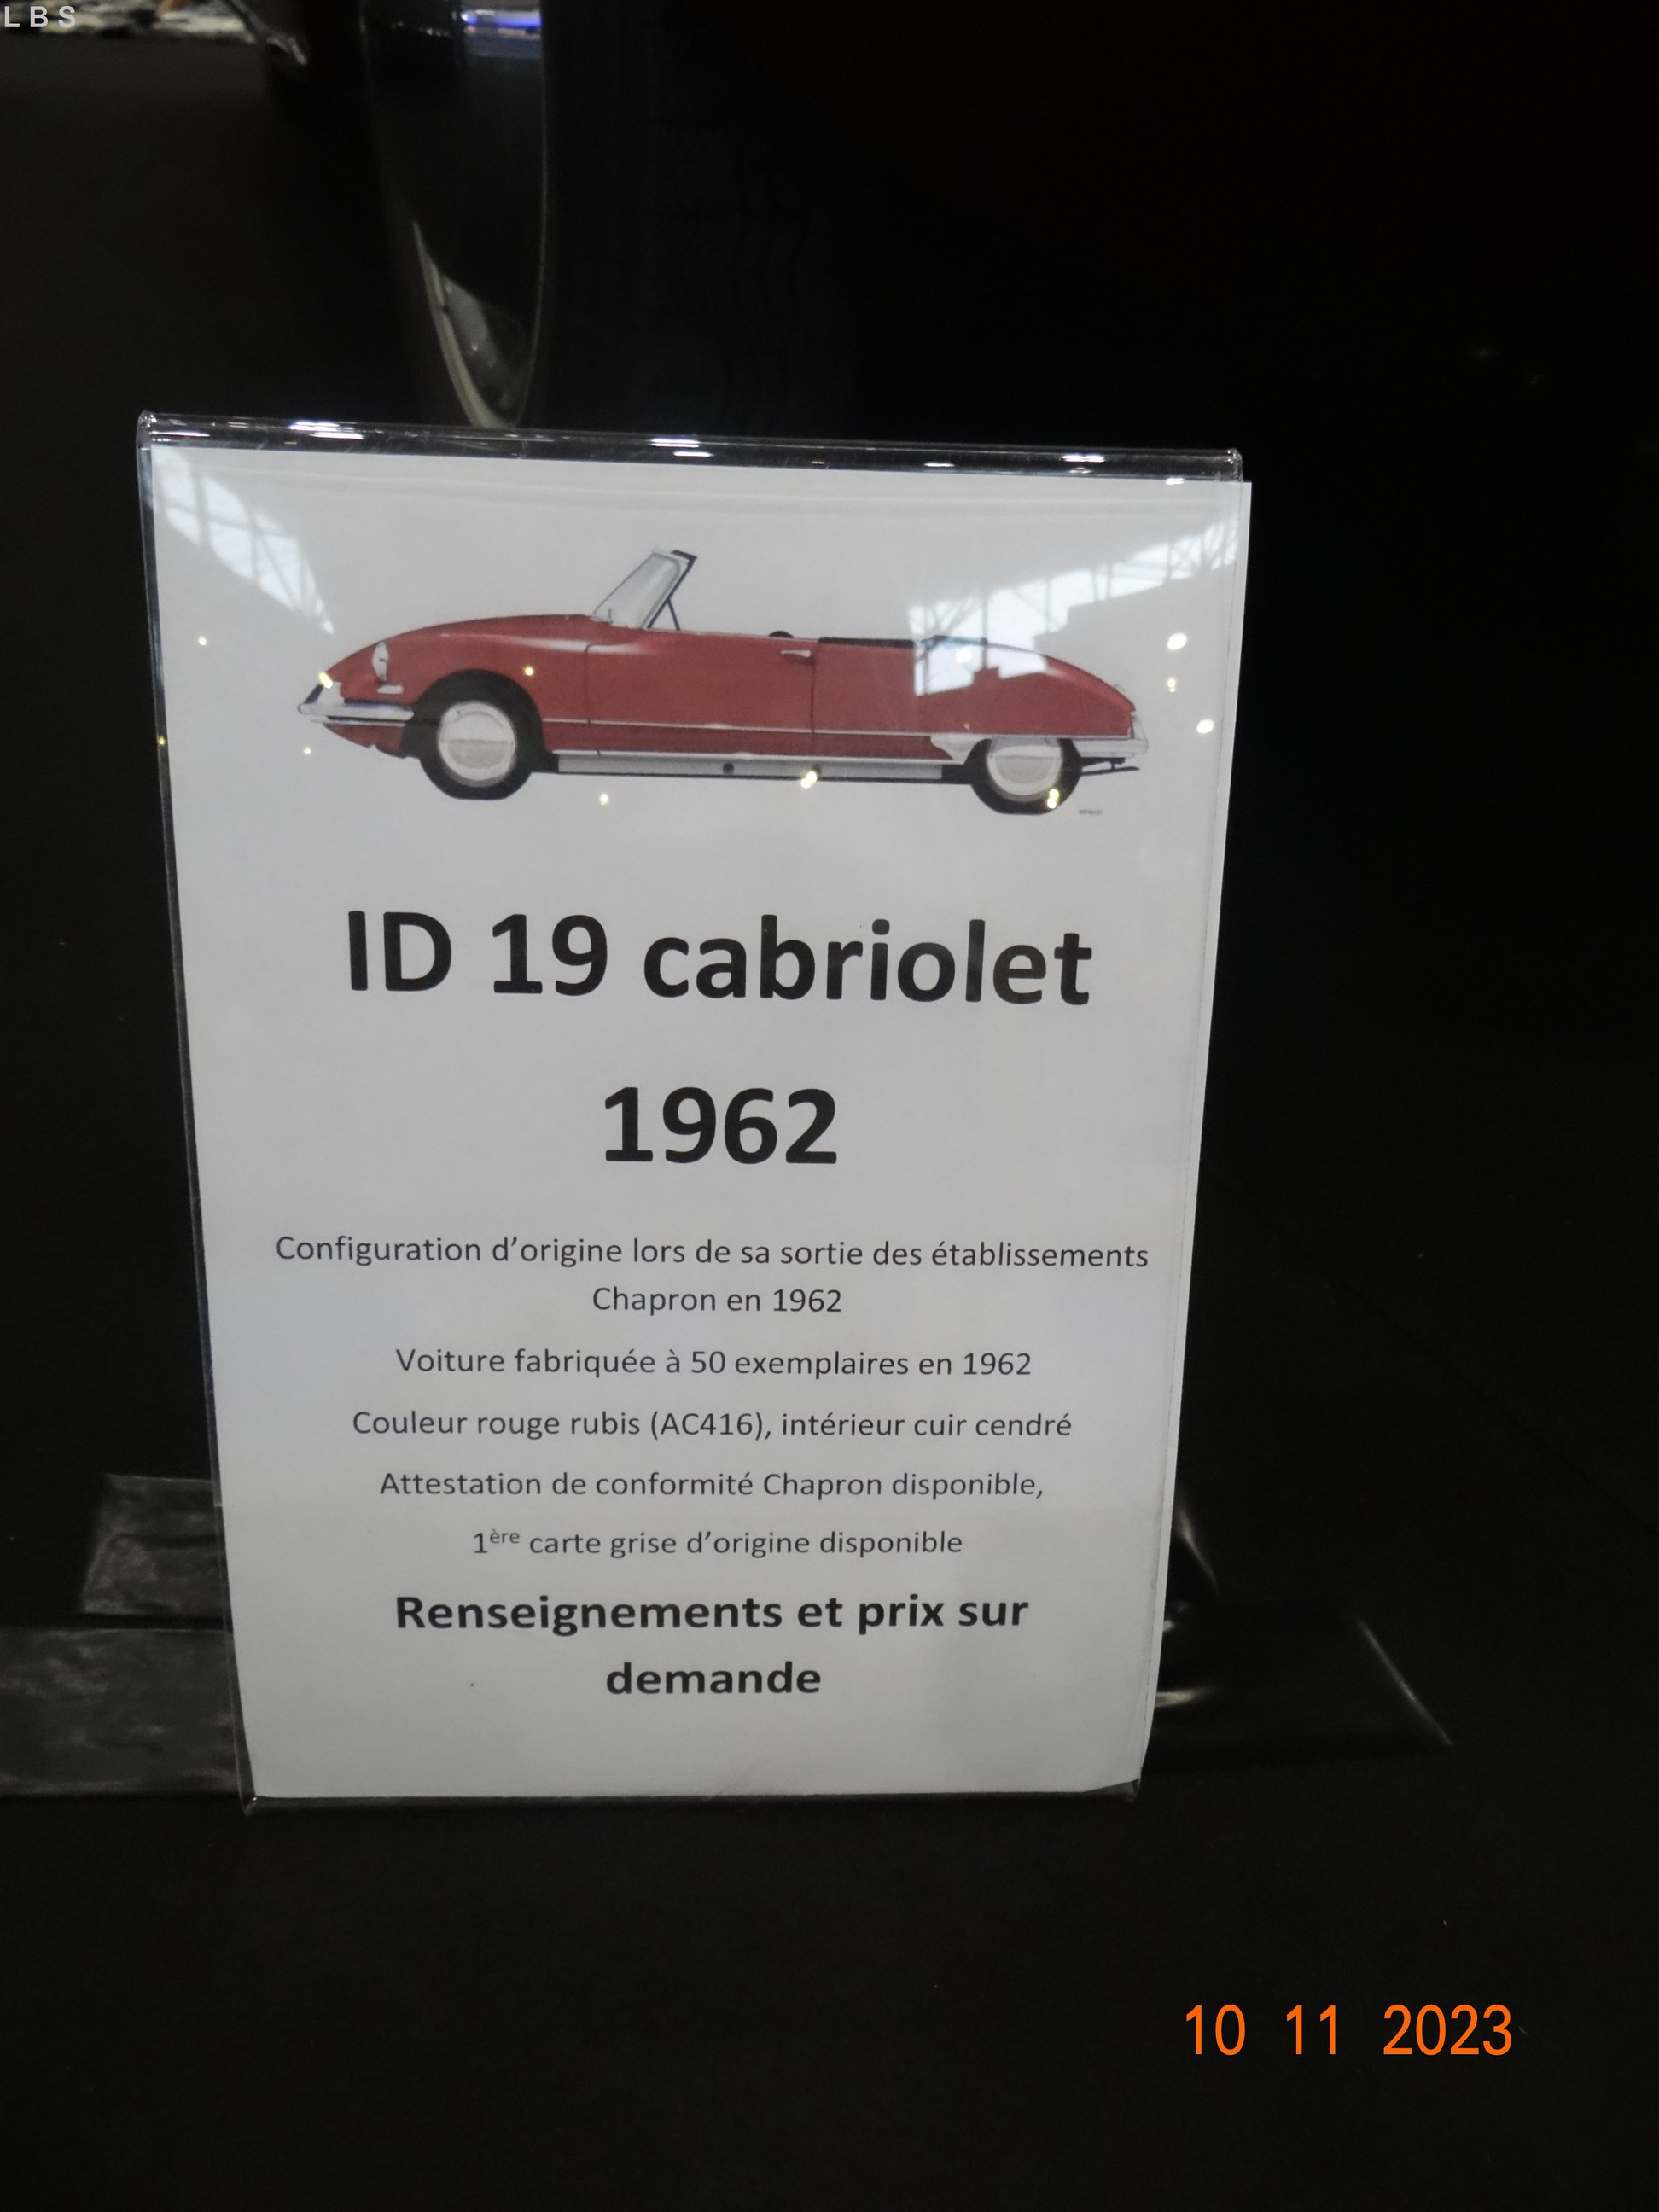 LBS
ID 19 cabriolet
1962
Configuration d’origine lors de sa sortie des établissements
Chapron en 1962
Voiture fabriquée à 50 exemplaires en 1962
Couleur rouge rubis (AC416), intérieur cuir cendré
Attestation de conformité Chapron disponible,
1ère carte grise d’origine disponible
Renseignements et prix sur
demande
10 11 2023